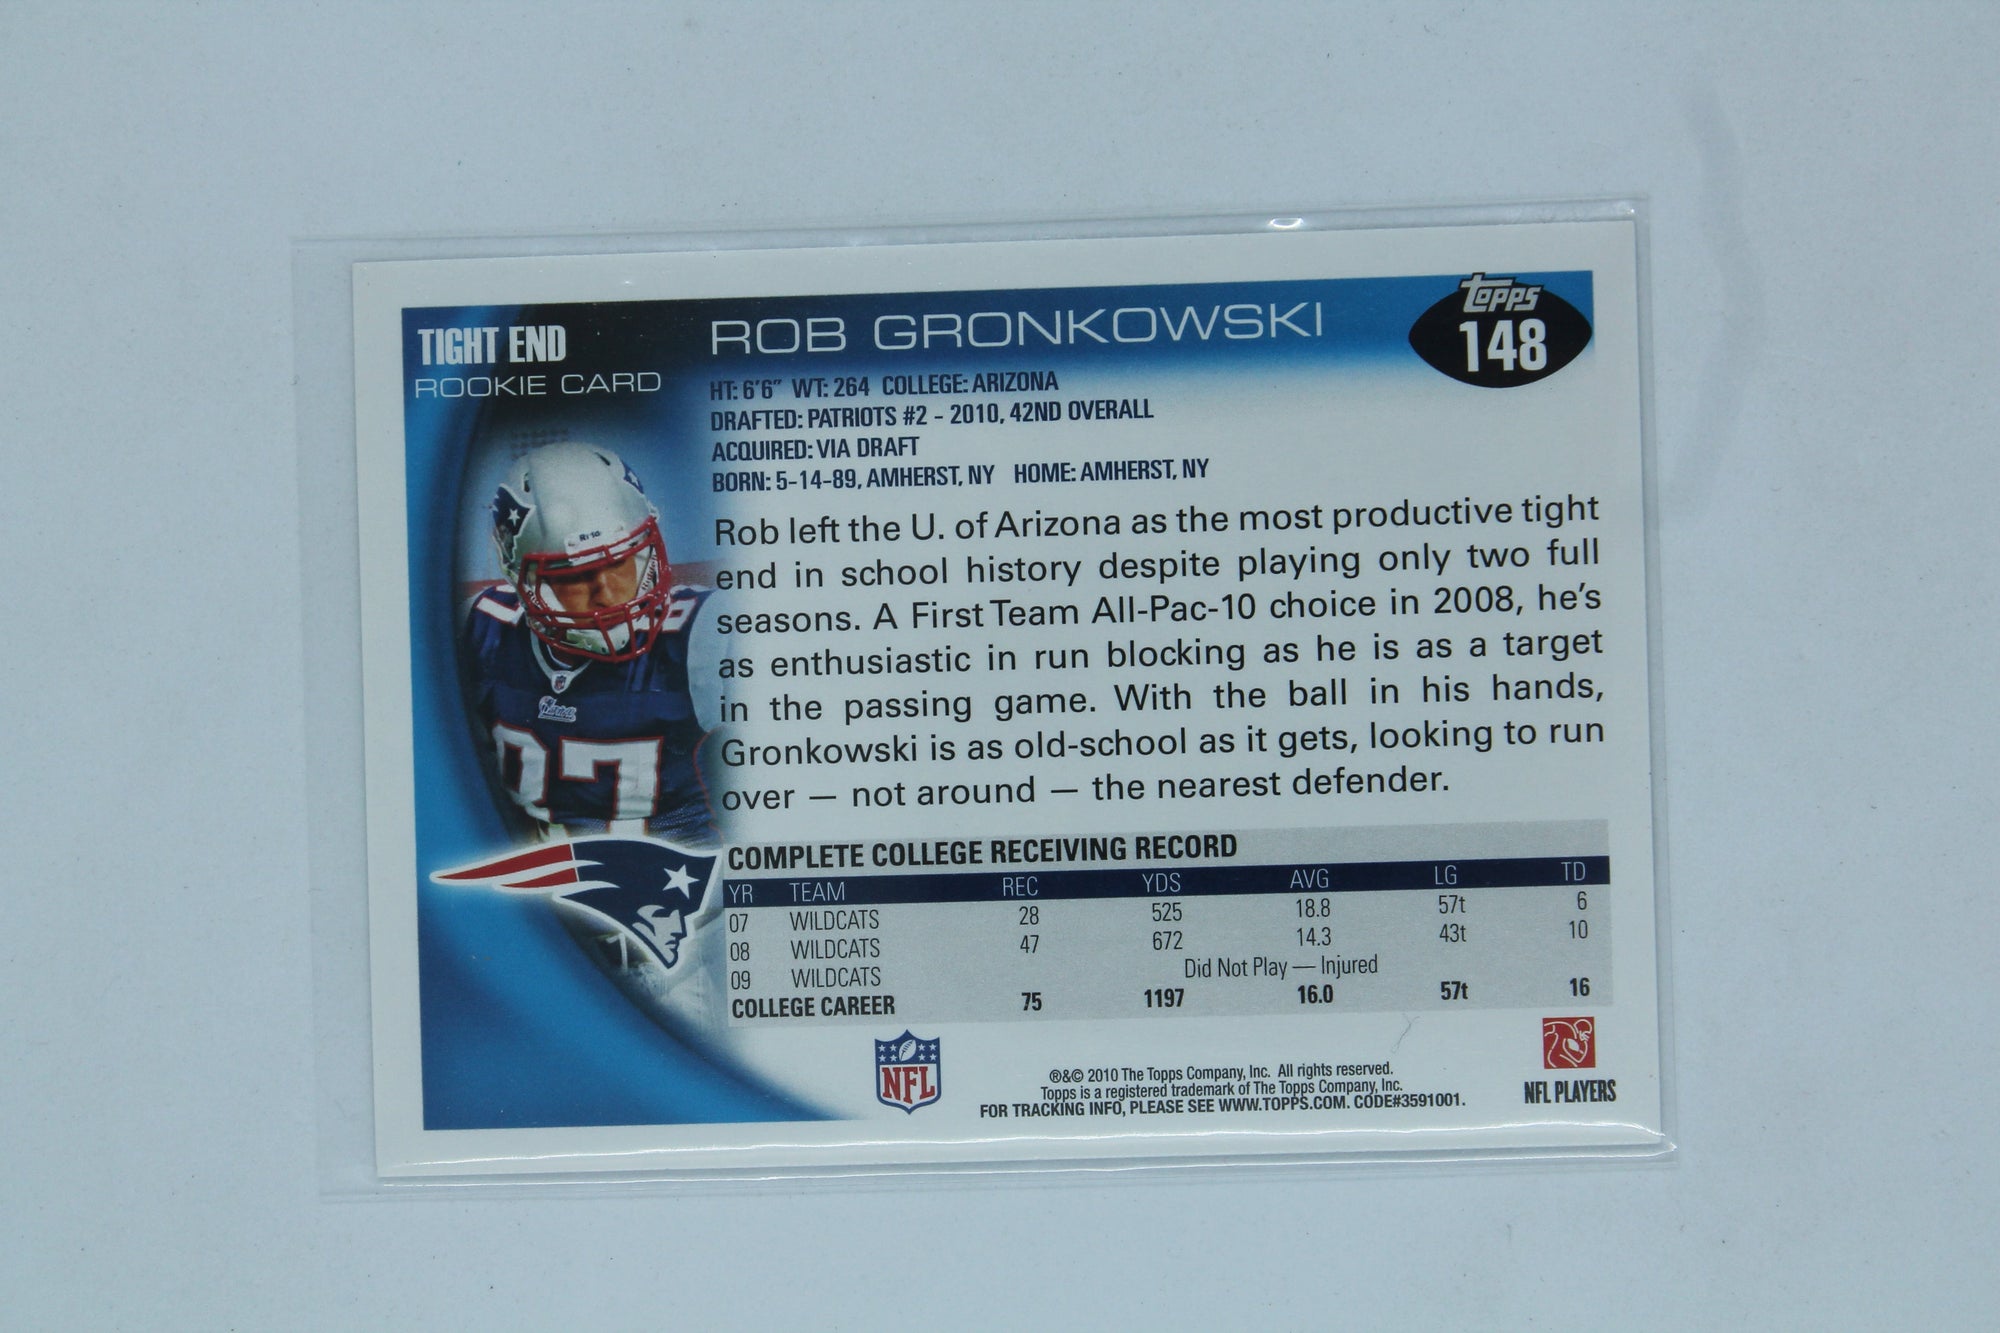 TIGHT END
ROOKIE CARD
ROB GRONKOWSKI
topps
148
HT: 6'6" WT: 264 COLLEGE: ARIZONA
DRAFTED: PATRIOTS #2 - 2010, 42ND OVERALL
ACQUIRED: VIA DRAFT
BORN: 5-14-89, AMHERST, NY HOME: AMHERST, NY
Rob left the U. of Arizona as the most productive tight
end in school history despite playing only two full
seasons. A First Team All-Pac-10 choice in 2008, he's
as enthusiastic in run blocking as he is as a target
in the passing game. With the ball in his hands,
Gronkowski is as old-school as it gets, looking to run
over — not around — the nearest defender.
87
COMPLETE COLLEGE RECEIVING RECORD
YR TEAM REC YDS AVG LG TD
07 WILDCATS 28 525 18.8 57t 6
08 WILDCATS 47 672 14.3 43t 10
09 WILDCATS Did Not Play — Injured
COLLEGE CAREER 75 1197 16.0 57t 16
NFL
®&© 2010 The Topps Company, Inc. All rights reserved.
Topps is a registered trademark of The Topps Company, Inc.
FOR TRACKING INFO, PLEASE SEE WWW.TOPPS.COM. CODE#3591001.
NFL PLAYERS